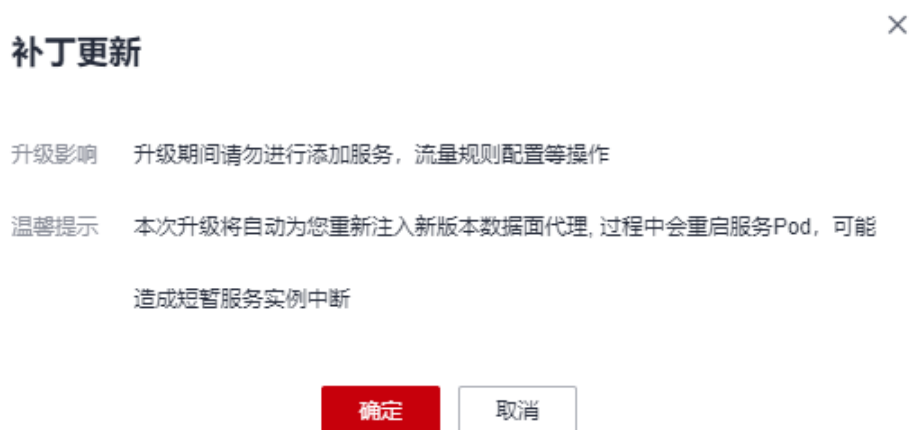 补丁更新
升级影响 升级期间请勿进行添加服务，流量规则配置等操作
温馨提示 本次升级将自动为您重新注入新版本数据面代理, 过程中会重启服务Pod，可能
造成短暂服务实例中断
确定 取消